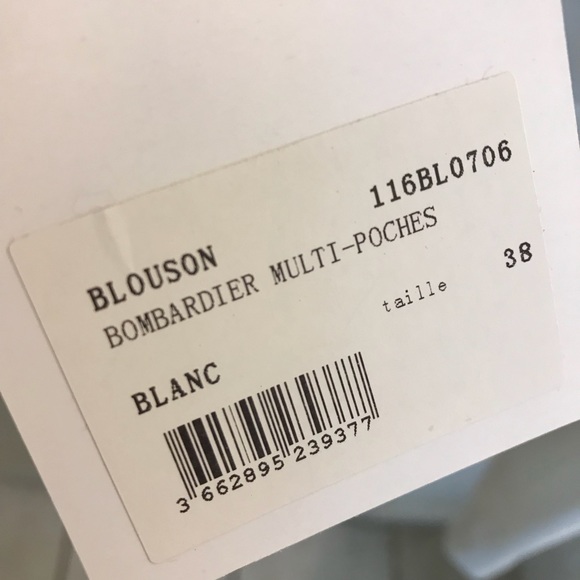 116BL0706
BLOUSON
BOMBARDIER MULTI-POCHES
taille 38
BLANC
3 662895 239377